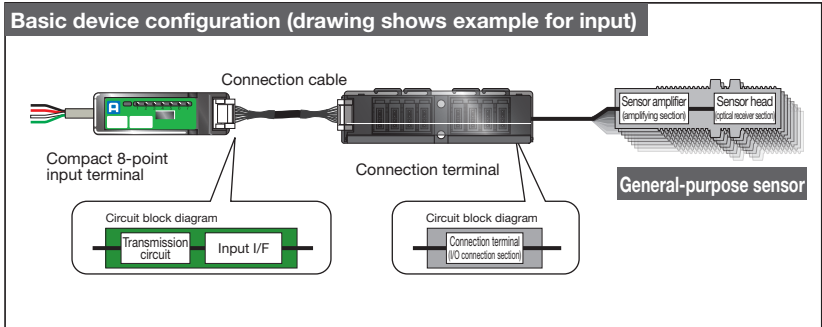 Basic device configuration (drawing shows example for input)
Connection cable
Sensor amplifier
(amplifying section)
Sensor head
(optical receiver section)
Compact 8-point
input terminal
Connection terminal
General-purpose sensor
Circuit block diagram
Transmission
circuit
Input I/F
Circuit block diagram
Connection terminal
(I/O connection section)